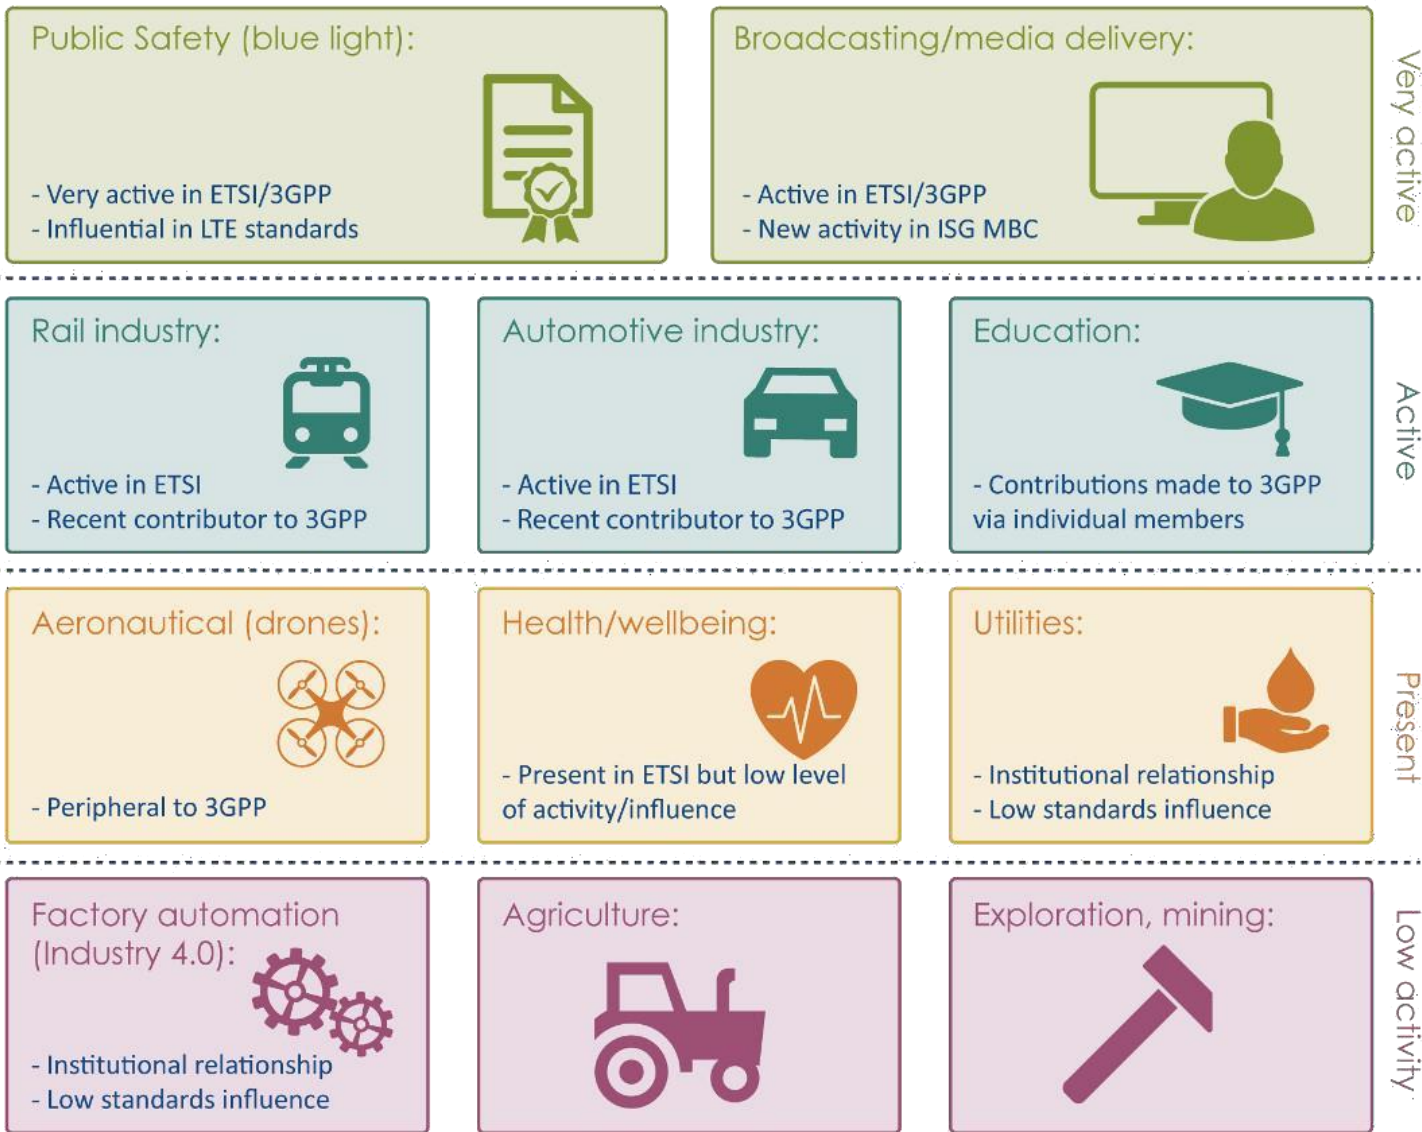 Public Safety (blue light):
- Very active in ETSI/3GPP
- Influential in LTE standards
Broadcasting/media delivery:
- Active in ETSI/3GPP
- New activity in ISG MBC
Very active
Rail industry:
- Active in ETSI
- Recent contributor to 3GPP
Automotive industry:
- Active in ETSI
- Recent contributor to 3GPP
Education:
- Contributions made to 3GPP
via individual members
Active
Aeronautical (drones):
- Peripheral to 3GPP
Health/wellbeing:
- Present in ETSI but low level
of activity/influence
Utilities:
- Institutional relationship
- Low standards influence
Present
Factory automation
(Industry 4.0):
- Institutional relationship
- Low standards influence
Agriculture:
Exploration, mining:
Low activity